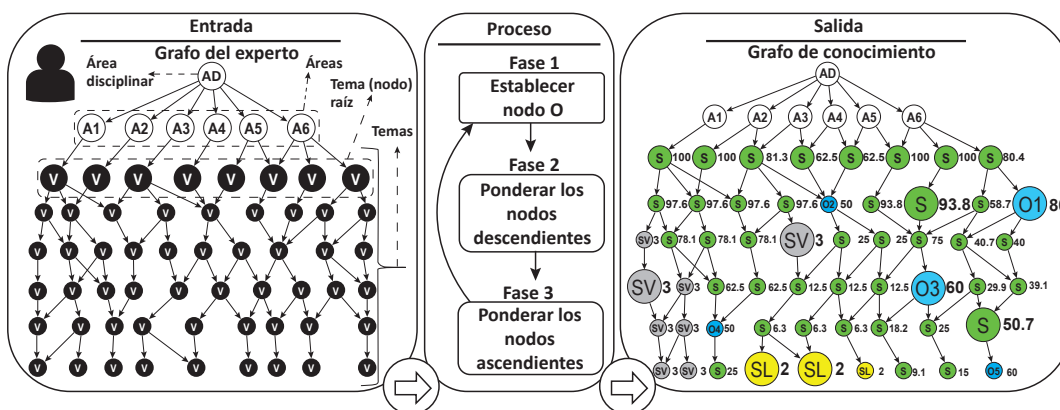 Entrada
Grafo del experto
Área
disciplinar
AD
Áreas
Tema (nodo)
raíz
Temas
A1 A2 A3 A4 A5 A6
V V V V V V V V
V V V V V V V V V
V V V V V V V V
V V V V V V V V V
V V V V V V V V
V V V V V V V V
Proceso
Fase 1
Establecer
nodo O
Fase 2
Ponderar los
nodos
descendientes
Fase 3
Ponderar los
nodos
ascendientes
Salida
Grafo de conocimiento
AD
A1 A2 A3 A4 A5 A6
S 100 S 100 S 81.3 S 62.5 S 62.5 S 100 S 100 S 80.4
S 97.6 S 97.6 S 97.6 S 97.6 O2 50 S 93.8 S 93.8 S 58.7 O1
SV 3 S 78.1 S 78.1 S 78.1 SV 3 S 25 S 25 S 75 S 40.7 S 40
SV 3 SV 3 S 62.5 S 62.5 S 12.5 S 12.5 S 12.5 O3 60 S 29.9 S 39.1
SV 3 SV 3 O4 50 S 6.3 S 6.3 S 6.3 S 18.2 S 25 S 50.7
SV 3 SV 3 S 25 SL 2 SL 2 SL 2 S 9.1 S 15 O5 60